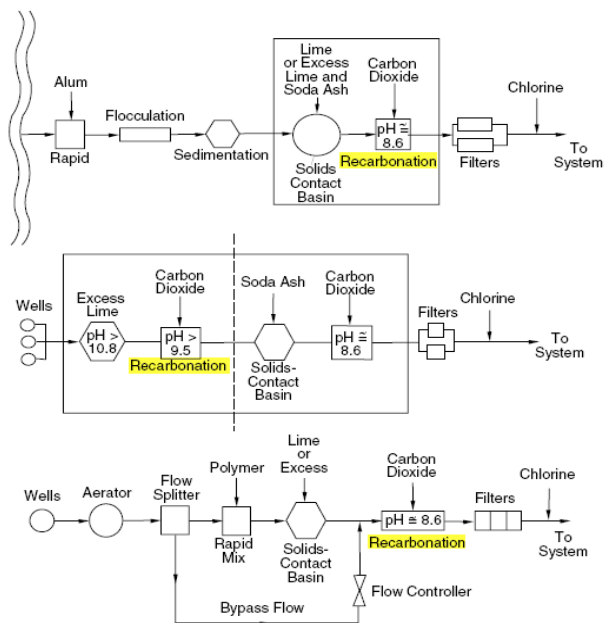 Lime
or Excess
Lime and
Soda Ash
Carbon
Dioxide
Alum
Chlorine
Flocculation
pH ≅
8.6
Rapid
Sedimentation
Recarbonation
Solids
Contact
Basin
Filters
To
System
Wells
Excess
Lime
Carbon
Dioxide
Soda Ash
Carbon
Dioxide
Filters
Chlorine
pH >
10.8
pH >
9.5
pH ≅
8.6
Recarbonation
Solids-
Contact
Basin
To
System
Lime
or
Excess
Wells
Aerator
Flow
Splitter
Polymer
Carbon
Dioxide
Filters
Chlorine
pH ≅ 8.6
Rapid
Mix
Solids-
Contact
Basin
Recarbonation
To
System
Flow Controller
Bypass Flow